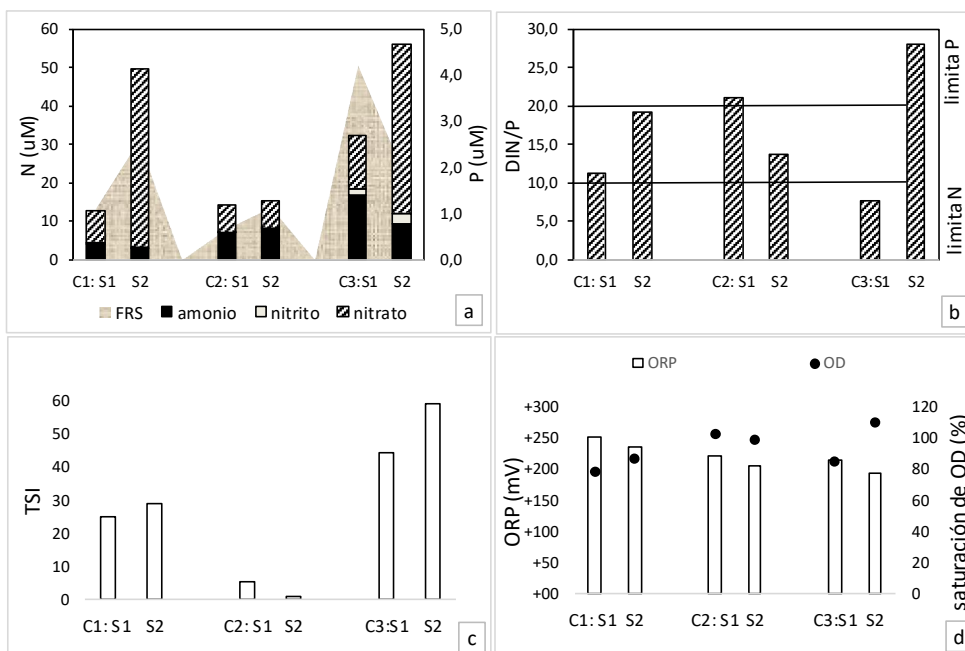 60
50
40
30
20
10
0
N (uM)
5,0
4,0
3,0
2,0
1,0
0,0
P (uM)
C1: S1 S2 C2: S1 S2 C3:S1 S2
FRS amonio nitrito nitrato
a
30,0
25,0
20,0
15,0
10,0
5,0
0,0
DIN/P
limita P
limita N
C1: S1 S2 C2: S1 S2 C3:S1 S2
b
60
50
40
30
20
10
0
TSI
C1: S1 S2 C2: S1 S2 C3:S1 S2
c
ORP OD
+300
+250
+200
+150
+100
+50
+00
ORP (mV)
120
100
80
60
40
20
0
saturación de OD (%)
C1: S1 S2 C2: S1 S2 C3:S1 S2
d